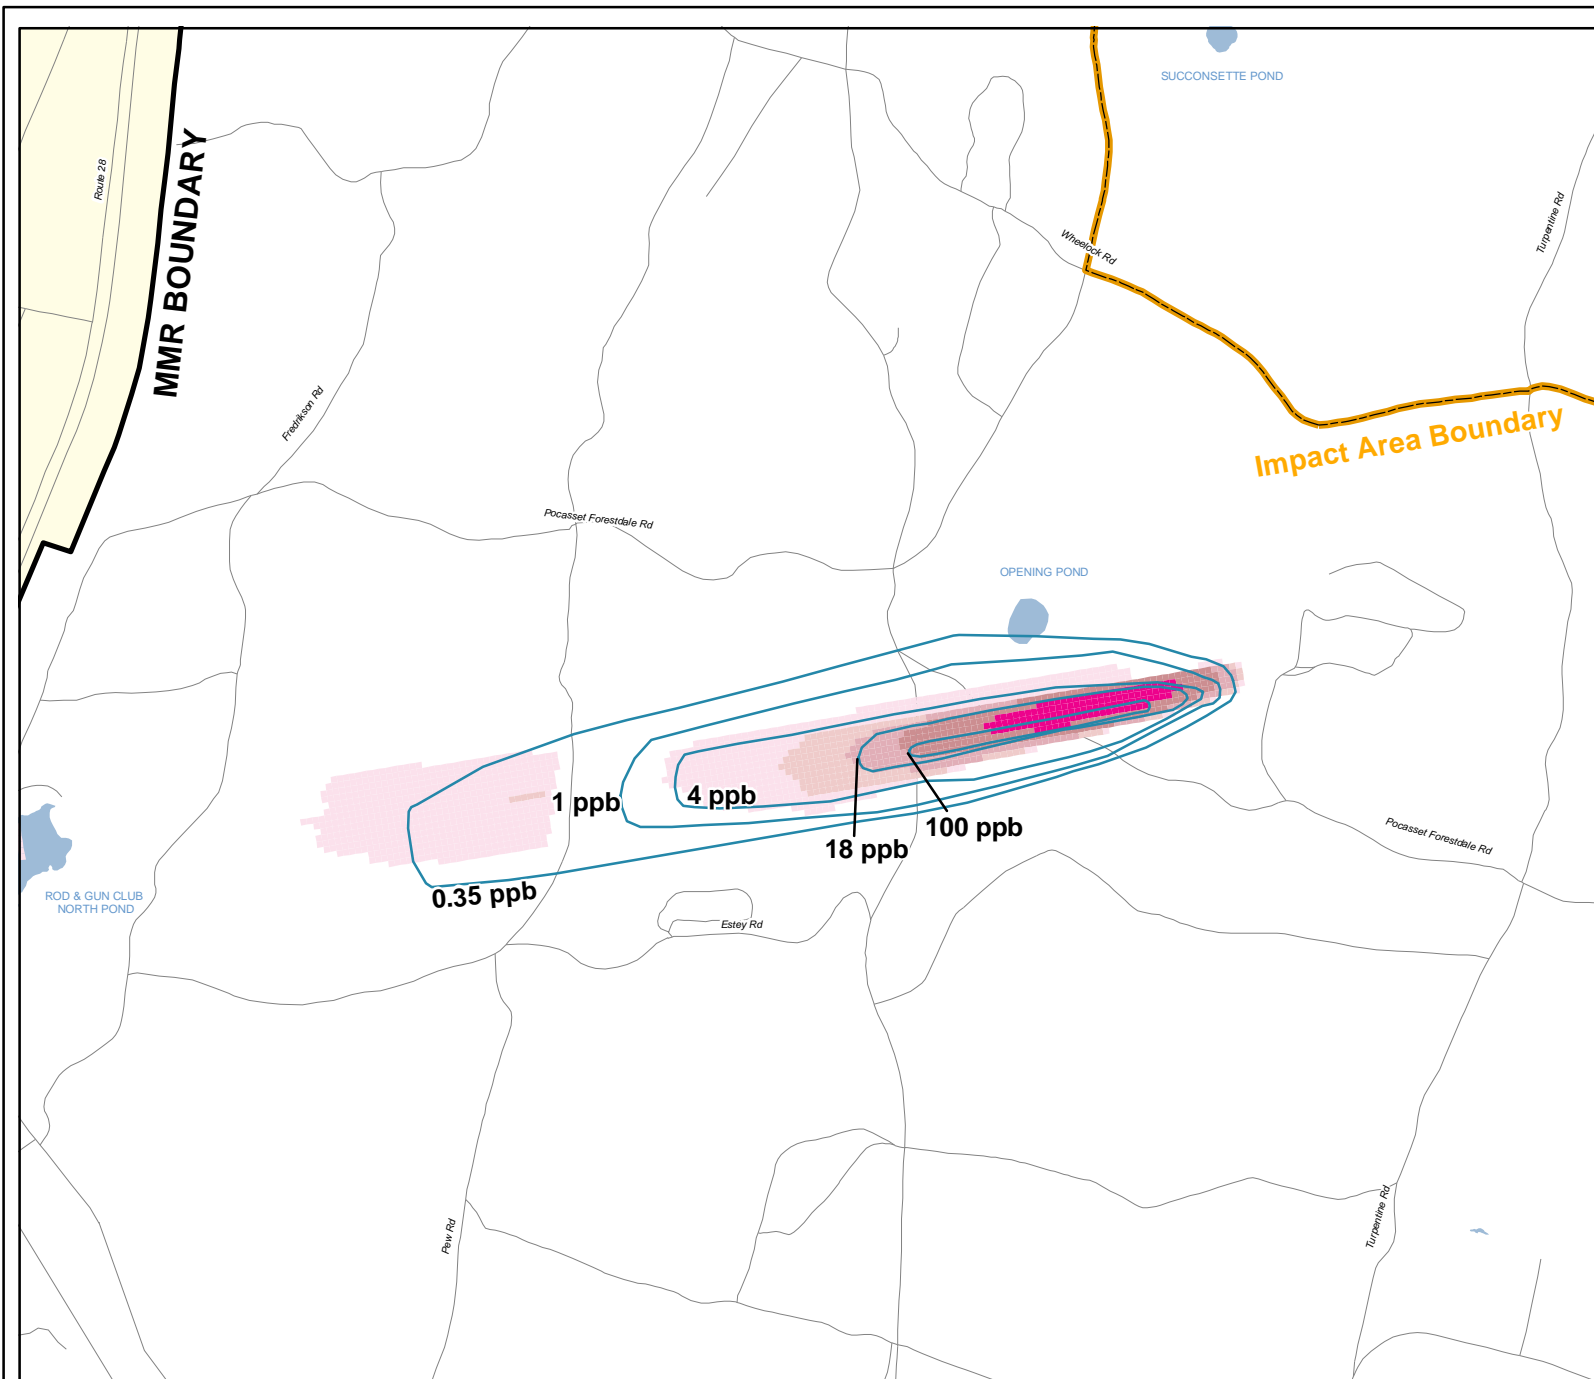 SUCCONSETTE POND
Route 28
MMR BOUNDARY
Turpentine Rd
Wheelock Rd
Fredrikson Rd
Impact Area Boundary
Pocasset Forestdale Rd
OPENING POND
1 ppb
4 ppb
100 ppb
18 ppb
Pocasset Forestdale Rd
0.35 ppb
ROD & GUN CLUB
NORTH POND
Estey Rd
Pew Rd
Turpentine Rd